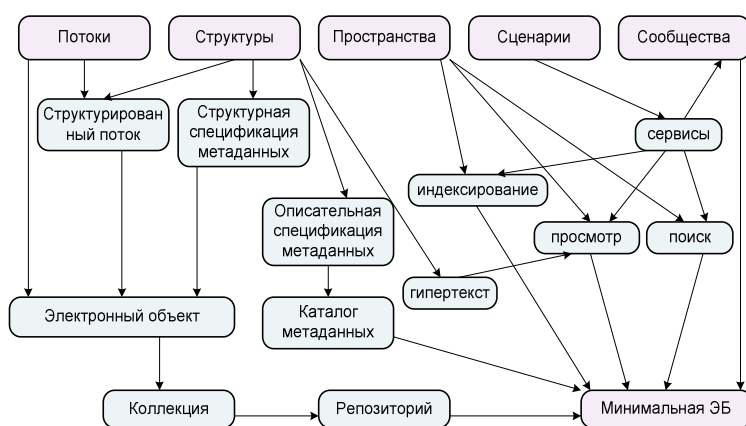 Потоки
Структуры
Пространства
Сценарии
Сообщества
Структурирован
ный поток
Структурная
спецификация
метаданных
сервисы
индексирование
Описательная
спецификация
метаданных
просмотр
поиск
гипертекст
Электронный объект
Каталог
метаданных
Коллекция
Репозиторий
Минимальная ЭБ